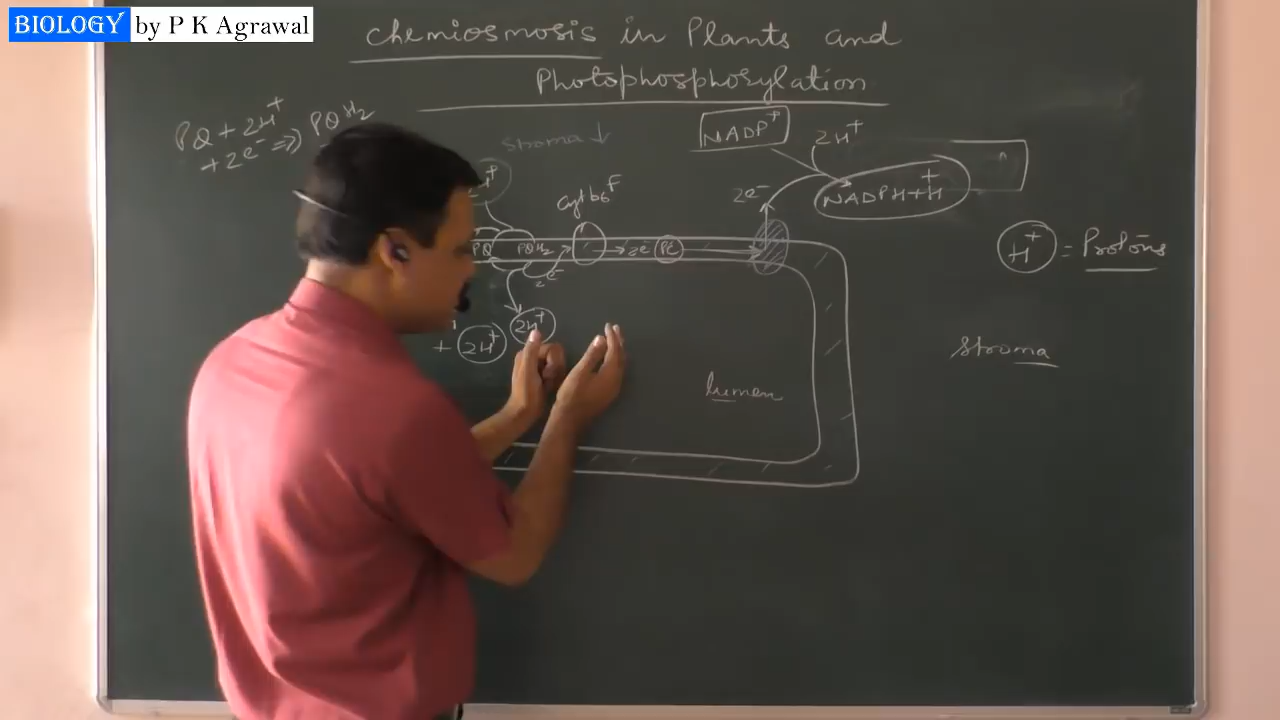 BIOLOGY by P K Agrawal
chemiosmosis in Plants and
Photophosphorylation
PQ + 2H+
+ 2e- => PQH2
Stroma ↓
NADP+
2H+
cyt b6 F
2e-
NADPH+H+
PQ PQH2
2e PC
2e-
H+ = Protons
+ 2H+
2H+
Stroma
lumen